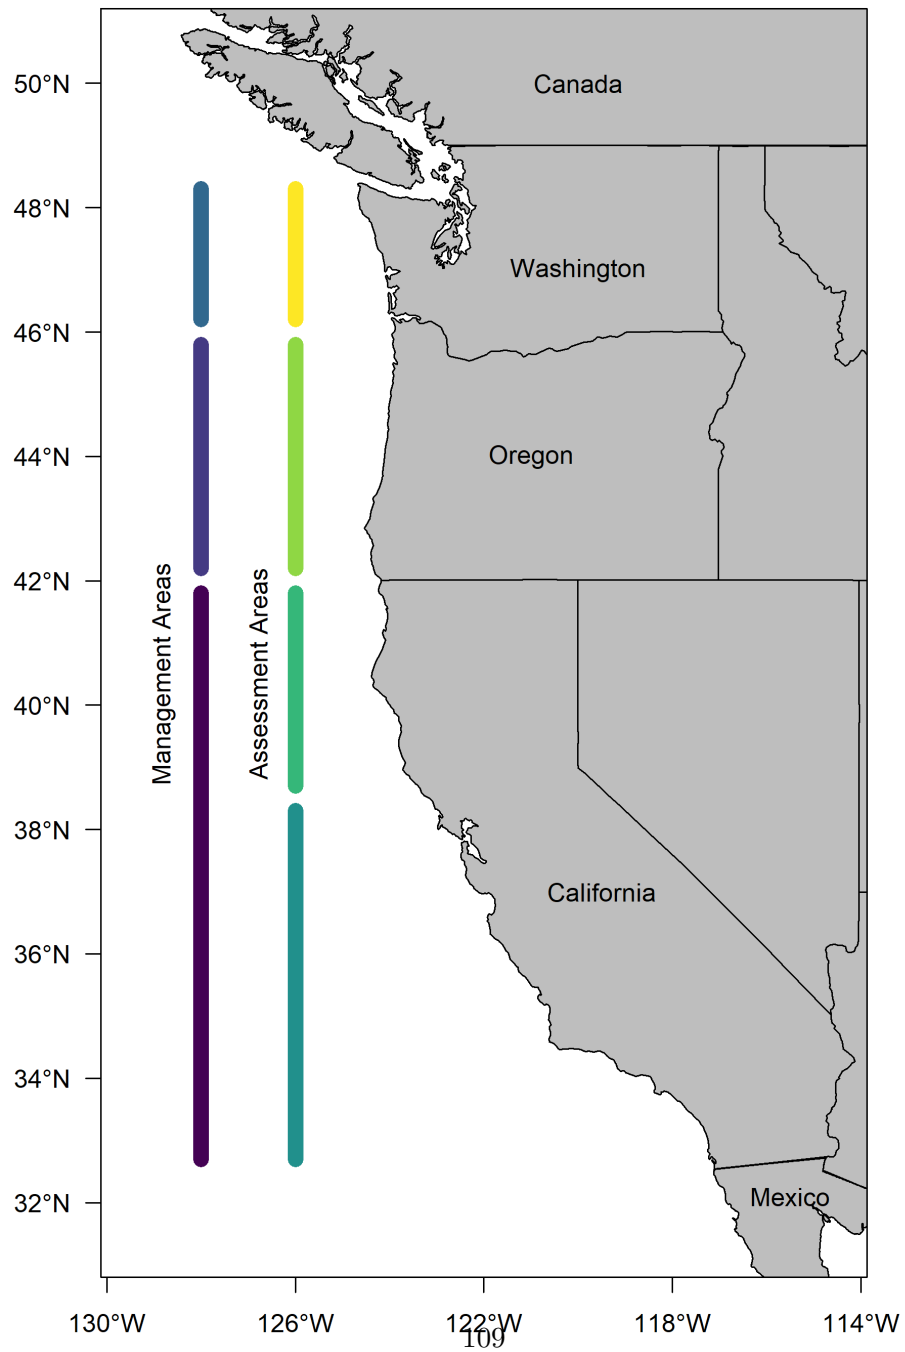 50°N
Canada
48°N
Washington
46°N
44°N
Oregon
42°N
Management Areas
Assessment Areas
40°N
38°N
California
36°N
34°N
32°N
Mexico
130°W
126°W
122°W
118°W
114°W
109